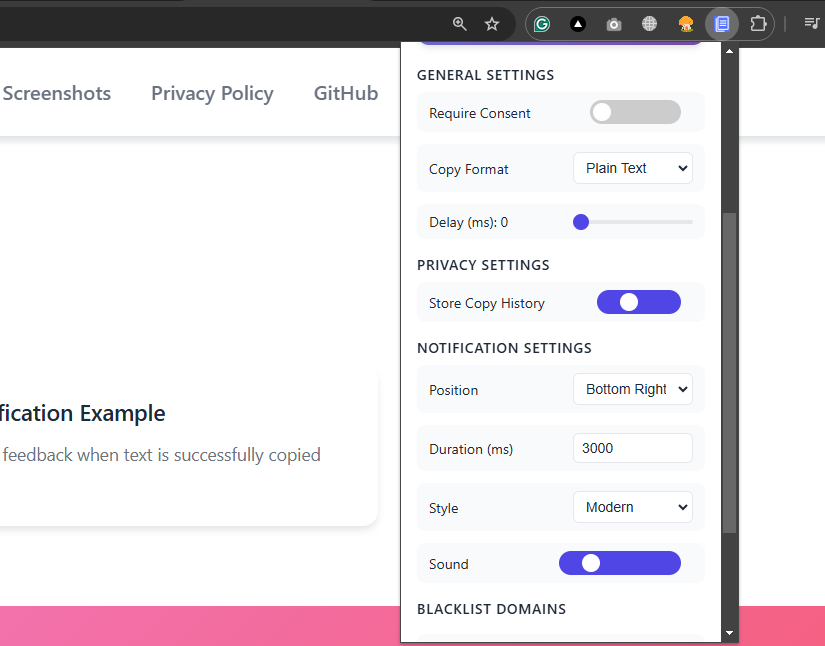 Screenshots Privacy Policy GitHub
fication Example
feedback when text is successfully copied
GENERAL SETTINGS
Require Consent
Copy Format Plain Text
Delay (ms): 0
PRIVACY SETTINGS
Store Copy History
NOTIFICATION SETTINGS
Position Bottom Right
Duration (ms) 3000
Style Modern
Sound
BLACKLIST DOMAINS